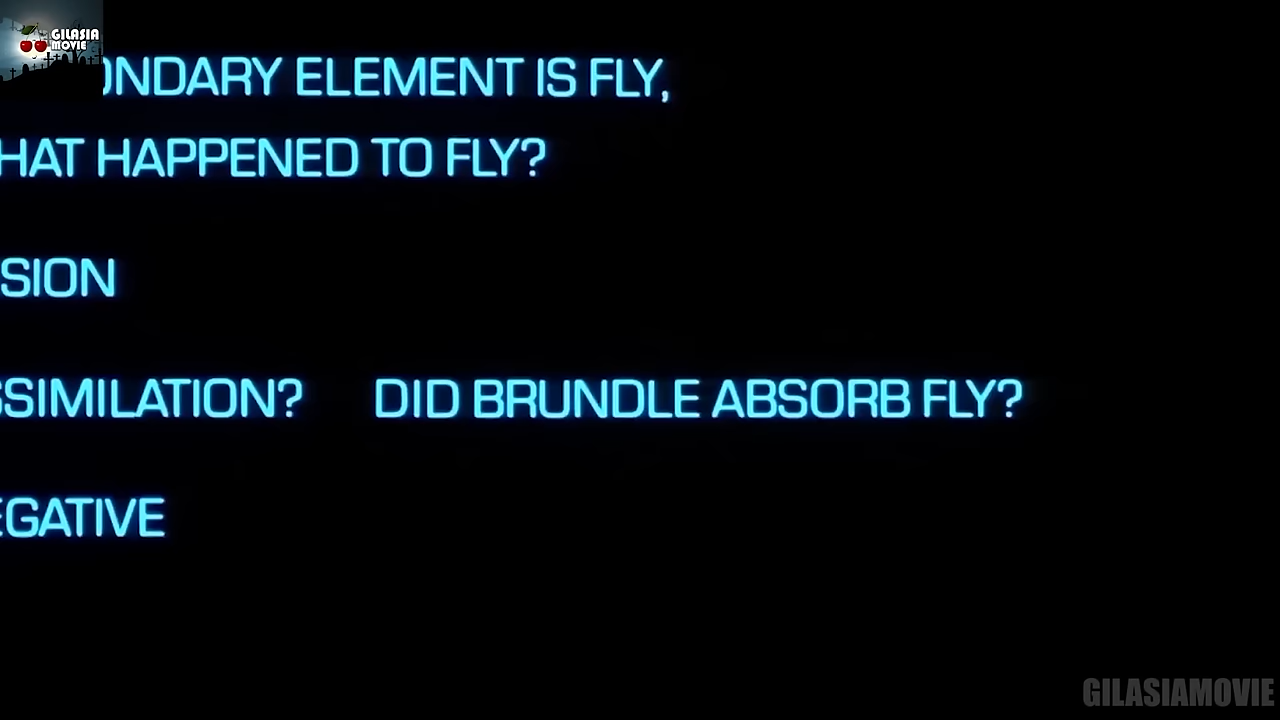 GILASIA
MOVIE
ONDARY ELEMENT IS FLY,
HAT HAPPENED TO FLY?
SION
SSIMILATION? DID BRUNDLE ABSORB FLY?
EGATIVE
GILASIAMOVIE